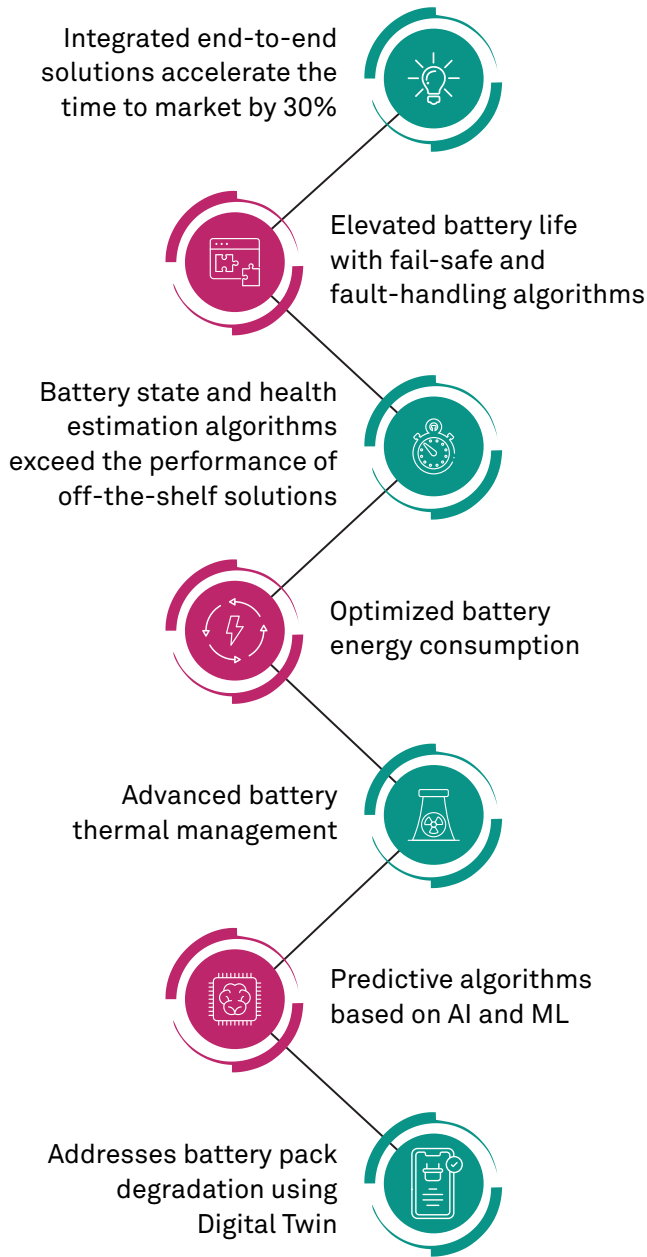 Integrated end-to-end
solutions accelerate the
time to market by 30%
Elevated battery life
with fail-safe and
fault-handling algorithms
Battery state and health
estimation algorithms
exceed the performance of
off-the-shelf solutions
Optimized battery
energy consumption
Advanced battery
thermal management
Predictive algorithms
based on AI and ML
Addresses battery pack
degradation using
Digital Twin